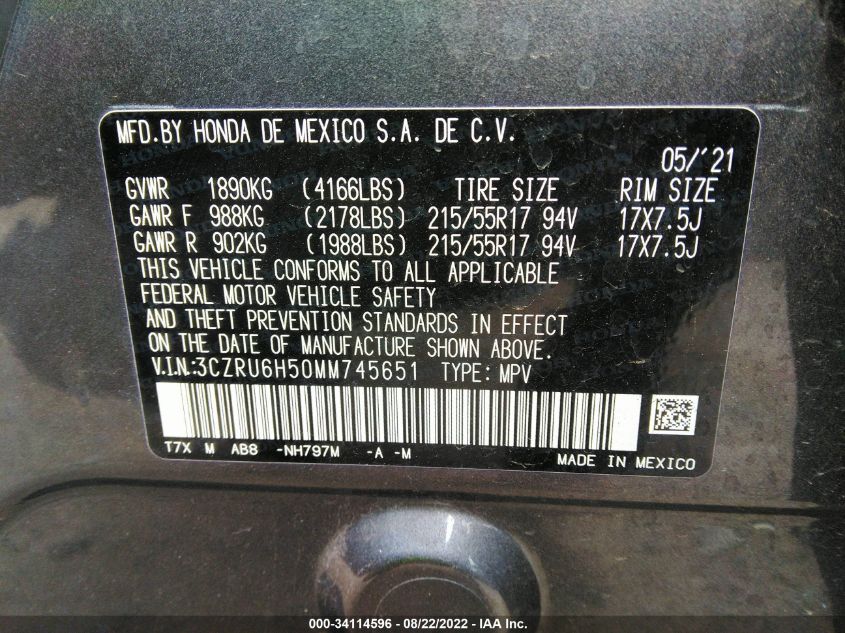 MFD.BY HONDA DE MEXICO S.A. DE C.V.
05/'21
GVWR 1890KG (4166LBS) TIRE SIZE RIM SIZE
GAWR F 988KG (2178LBS) 215/55R17 94V 17X7.5J
GAWR R 902KG (1988LBS) 215/55R17 94V 17X7.5J
THIS VEHICLE CONFORMS TO ALL APPLICABLE
FEDERAL MOTOR VEHICLE SAFETY
AND THEFT PREVENTION STANDARDS IN EFFECT
ON THE DATE OF MANUFACTURE SHOWN ABOVE.
V.I.N.:3CZRU6H50MM745651 TYPE: MPV
T7X M AB8 -NH797M -A -M
MADE IN MEXICO
000-34114596 - 08/22/2022 - IAA Inc.